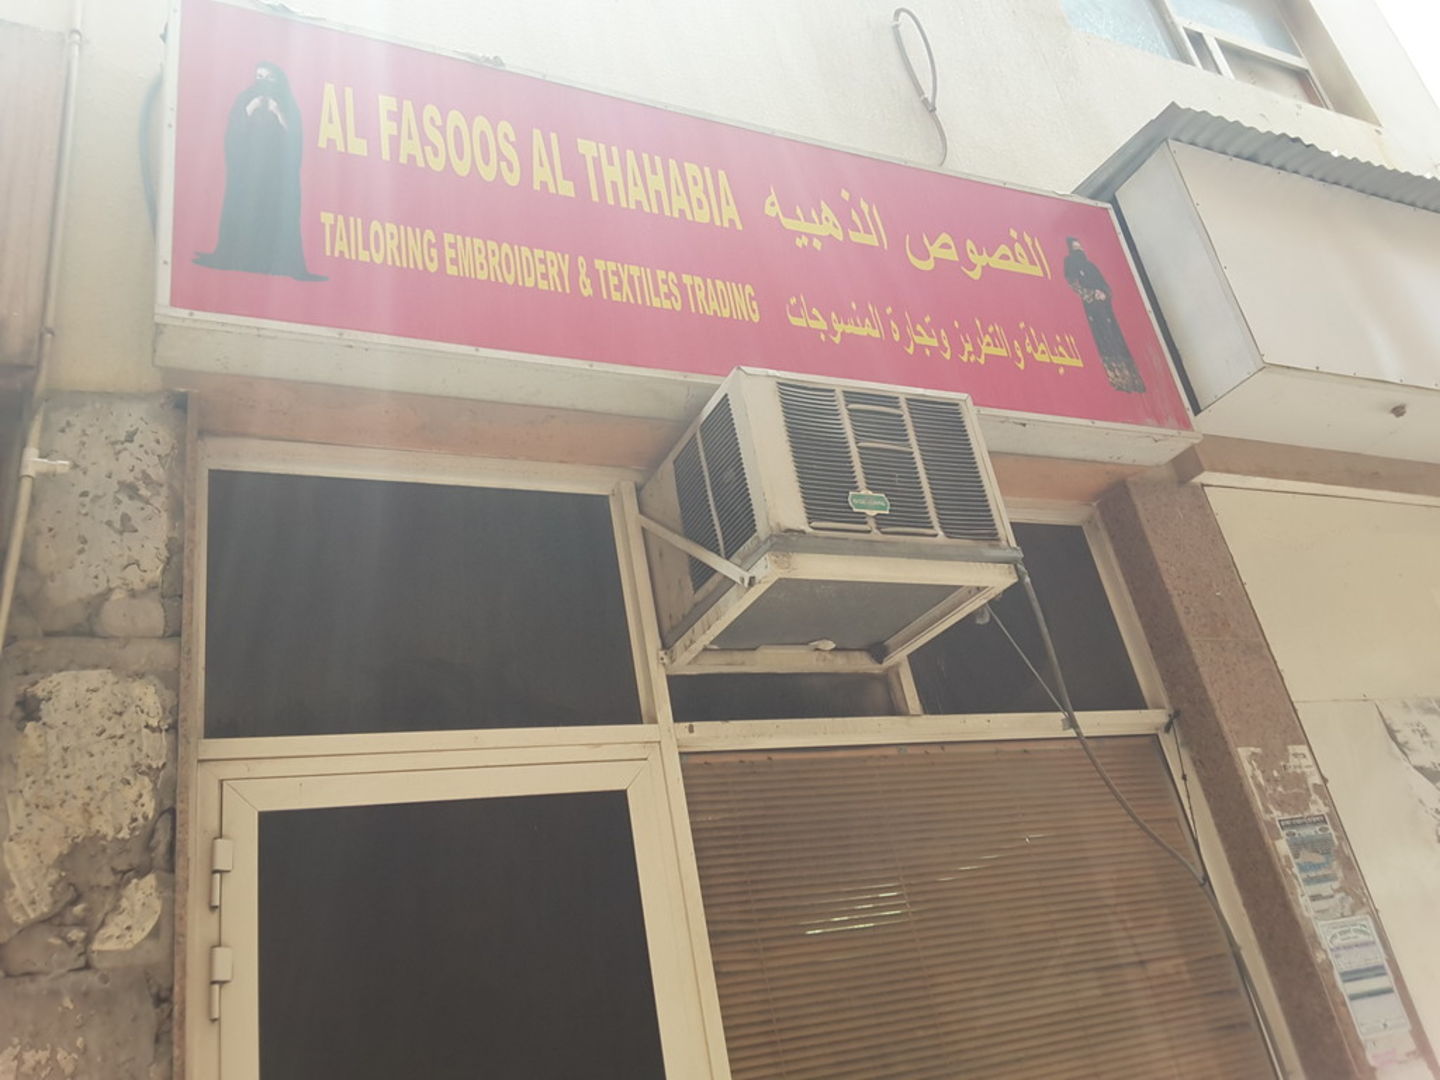 AL FASOOS AL THAHABIA
الفصوص الذهبيه
TAILORING EMBROIDERY & TEXTILES TRADING
للخياطة والتطريز وتجارة المنسوجات